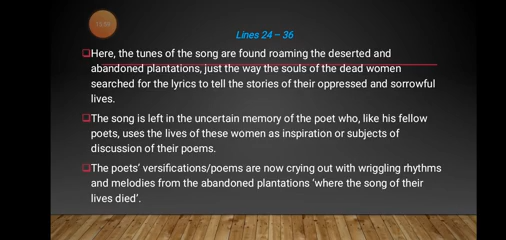 Lines 24 – 36
Here, the tunes of the song are found roaming the deserted and
abandoned plantations, just the way the souls of the dead women
searched for the lyrics to tell the stories of their oppressed and sorrowful
lives.
The song is left in the uncertain memory of the poet who, like his fellow
poets, uses the lives of these women as inspiration or subjects of
discussion of their poems.
The poets’ versifications/poems are now crying out with wriggling rhythms
and melodies from the abandoned plantations ‘where the song of their
lives died’.